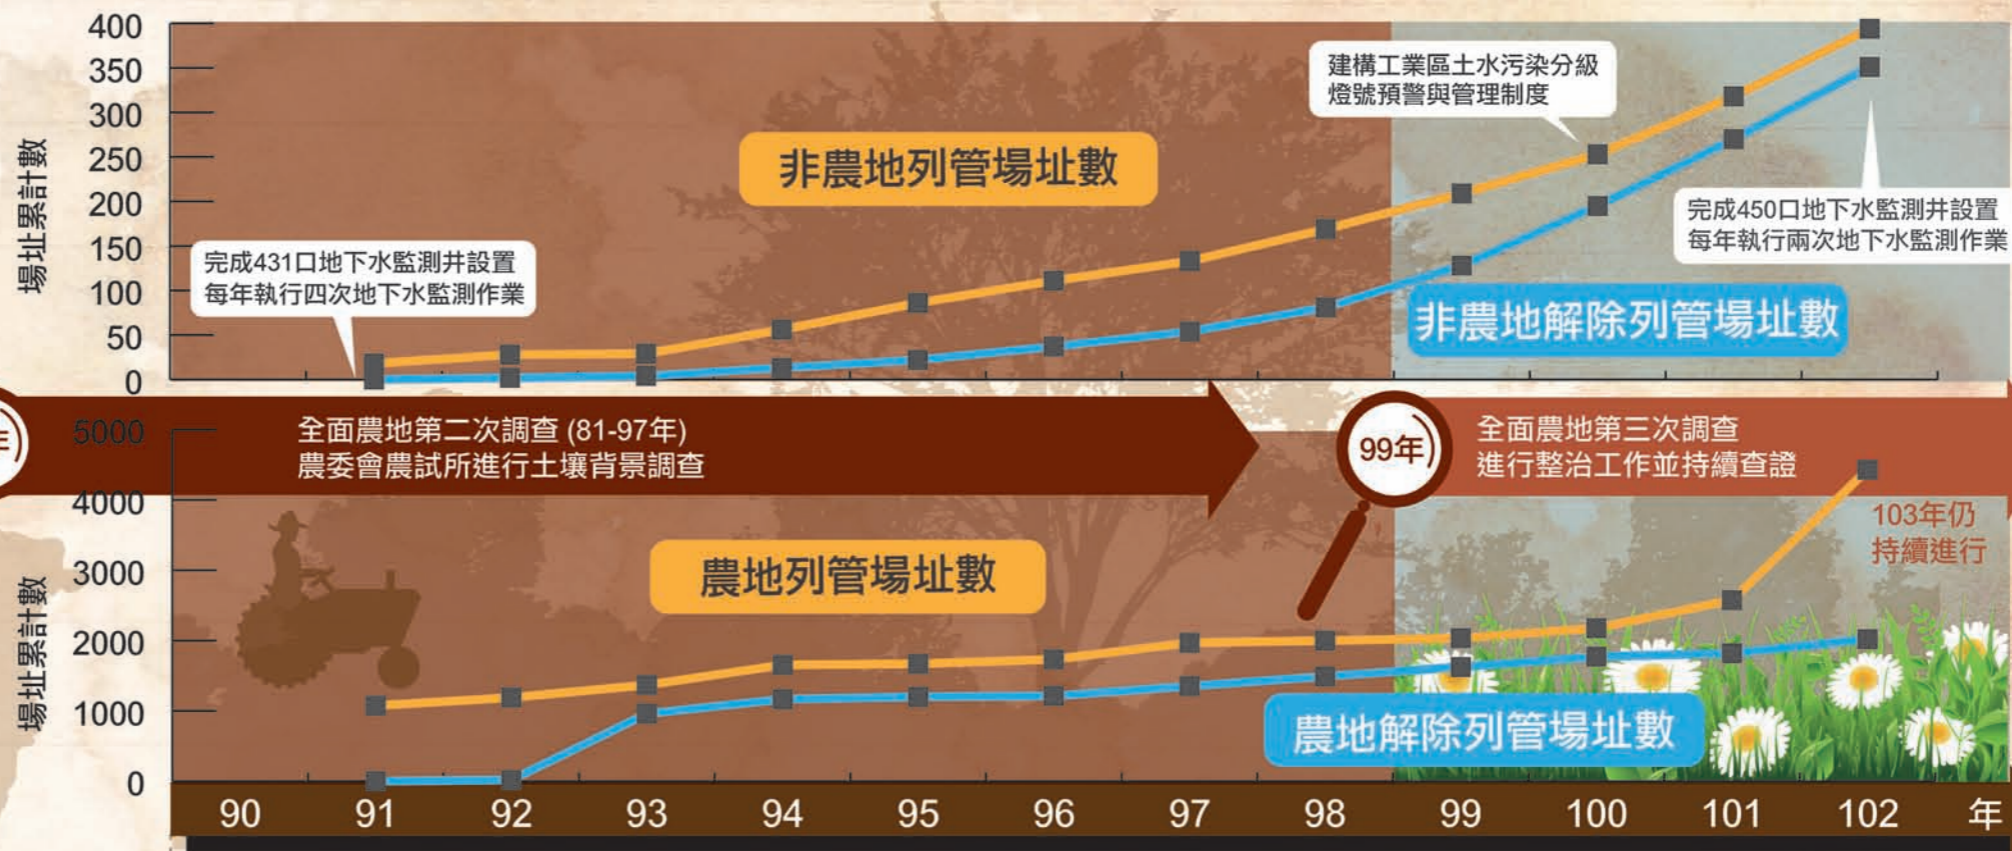 場址累計數
400
350
300
250
200
150
100
50
0
非農地列管場址數
建構工業區土水污染分級
燈號預警與管理制度
完成431口地下水監測井設置
每年執行四次地下水監測作業
完成450口地下水監測井設置
每年執行兩次地下水監測作業
非農地解除列管場址數
全面農地第二次調查 (81-97年)
農委會農試所進行土壤背景調查
99年
全面農地第三次調查
進行整治工作並持續查證
103年仍
持續進行
場址累計數
5000
4000
3000
2000
1000
0
農地列管場址數
農地解除列管場址數
90 91 92 93 94 95 96 97 98 99 100 101 102 年